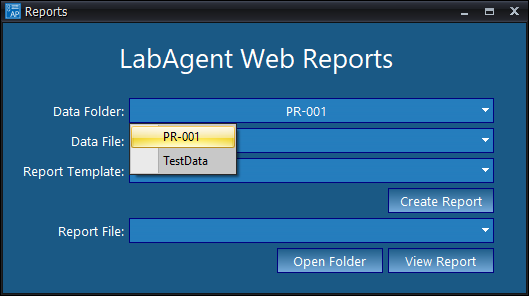 AP
Reports
LabAgent Web Reports
Data Folder:
PR-001
PR-001
TestData
Data File:
Report Template:
Create Report
Report File:
Open Folder
View Report